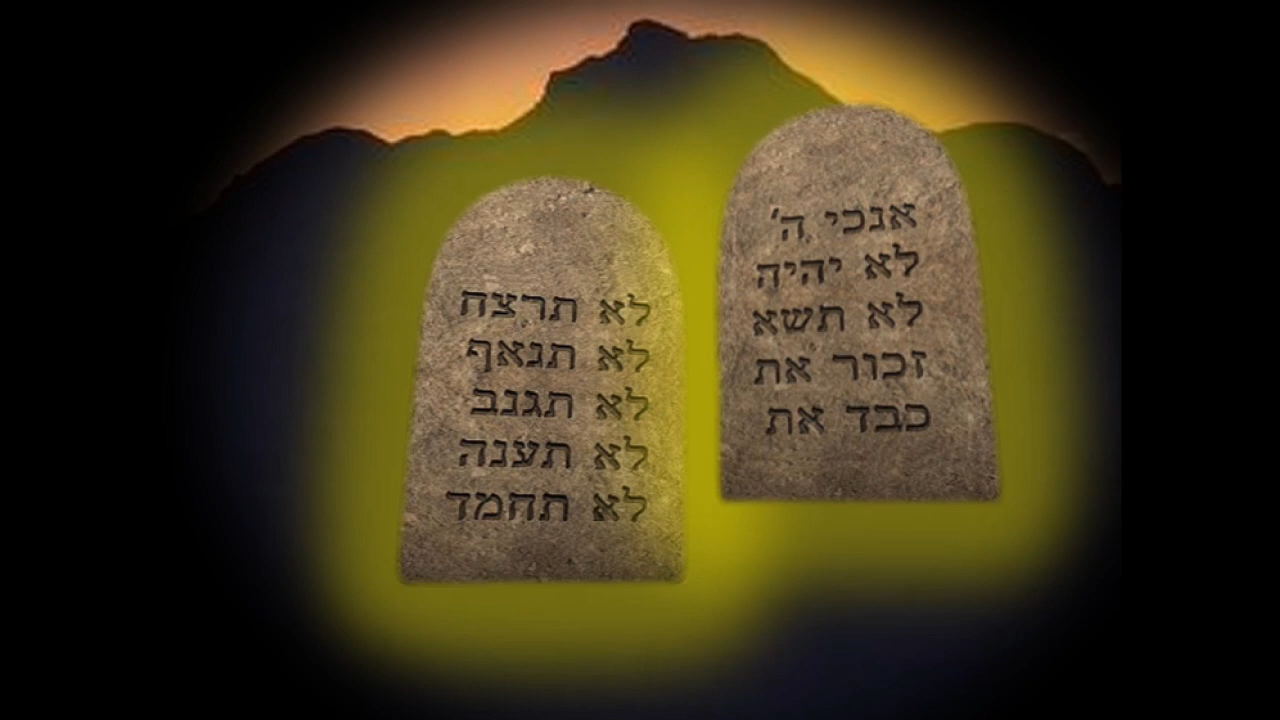 אנכי ה'
לא יהיה
לא תשא
זכור את
כבד את
לא תרצח
לא תנאף
לא תגנב
לא תענה
לא תחמד